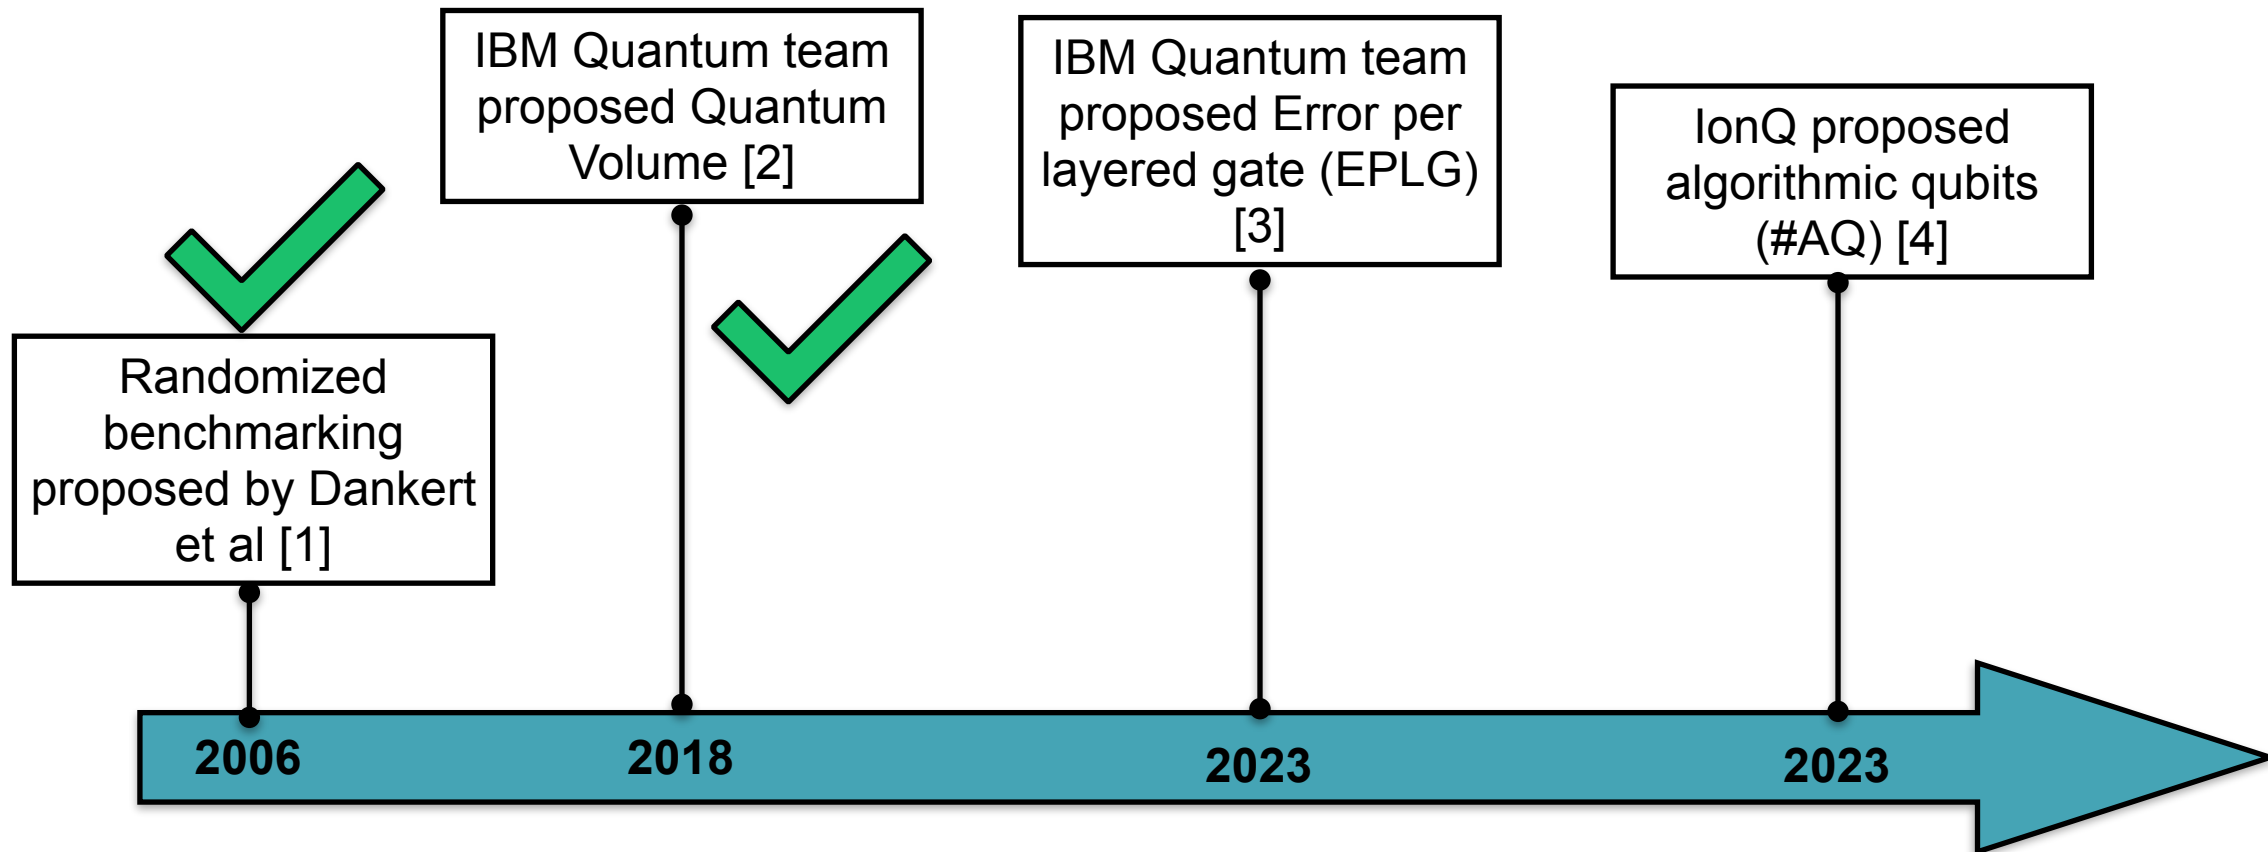 IBM Quantum team
proposed Quantum
Volume [2]
IBM Quantum team
proposed Error per
layered gate (EPLG)
[3]
IonQ proposed
algorithmic qubits
(#AQ) [4]
Randomized
benchmarking
proposed by Dankert
et al [1]
2006
2018
2023
2023